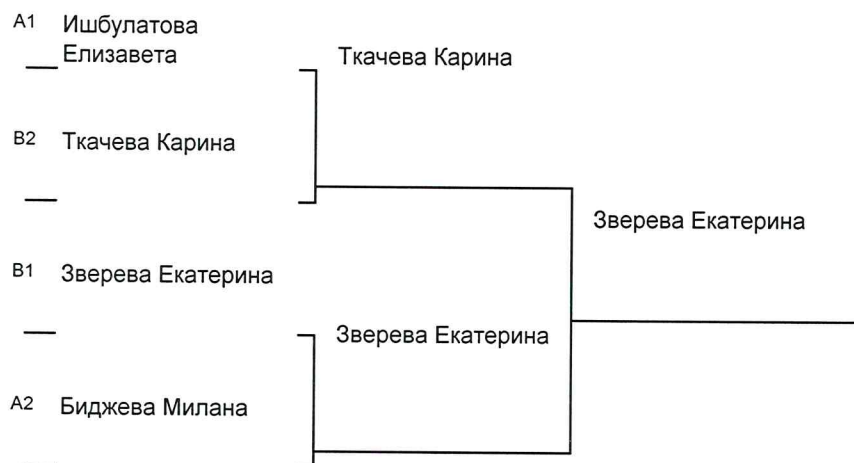 A1 Ишбулатова
Елизавета
Ткачева Карина
B2 Ткачева Карина
Зверева Екатерина
B1 Зверева Екатерина
Зверева Екатерина
A2 Биджева Милана